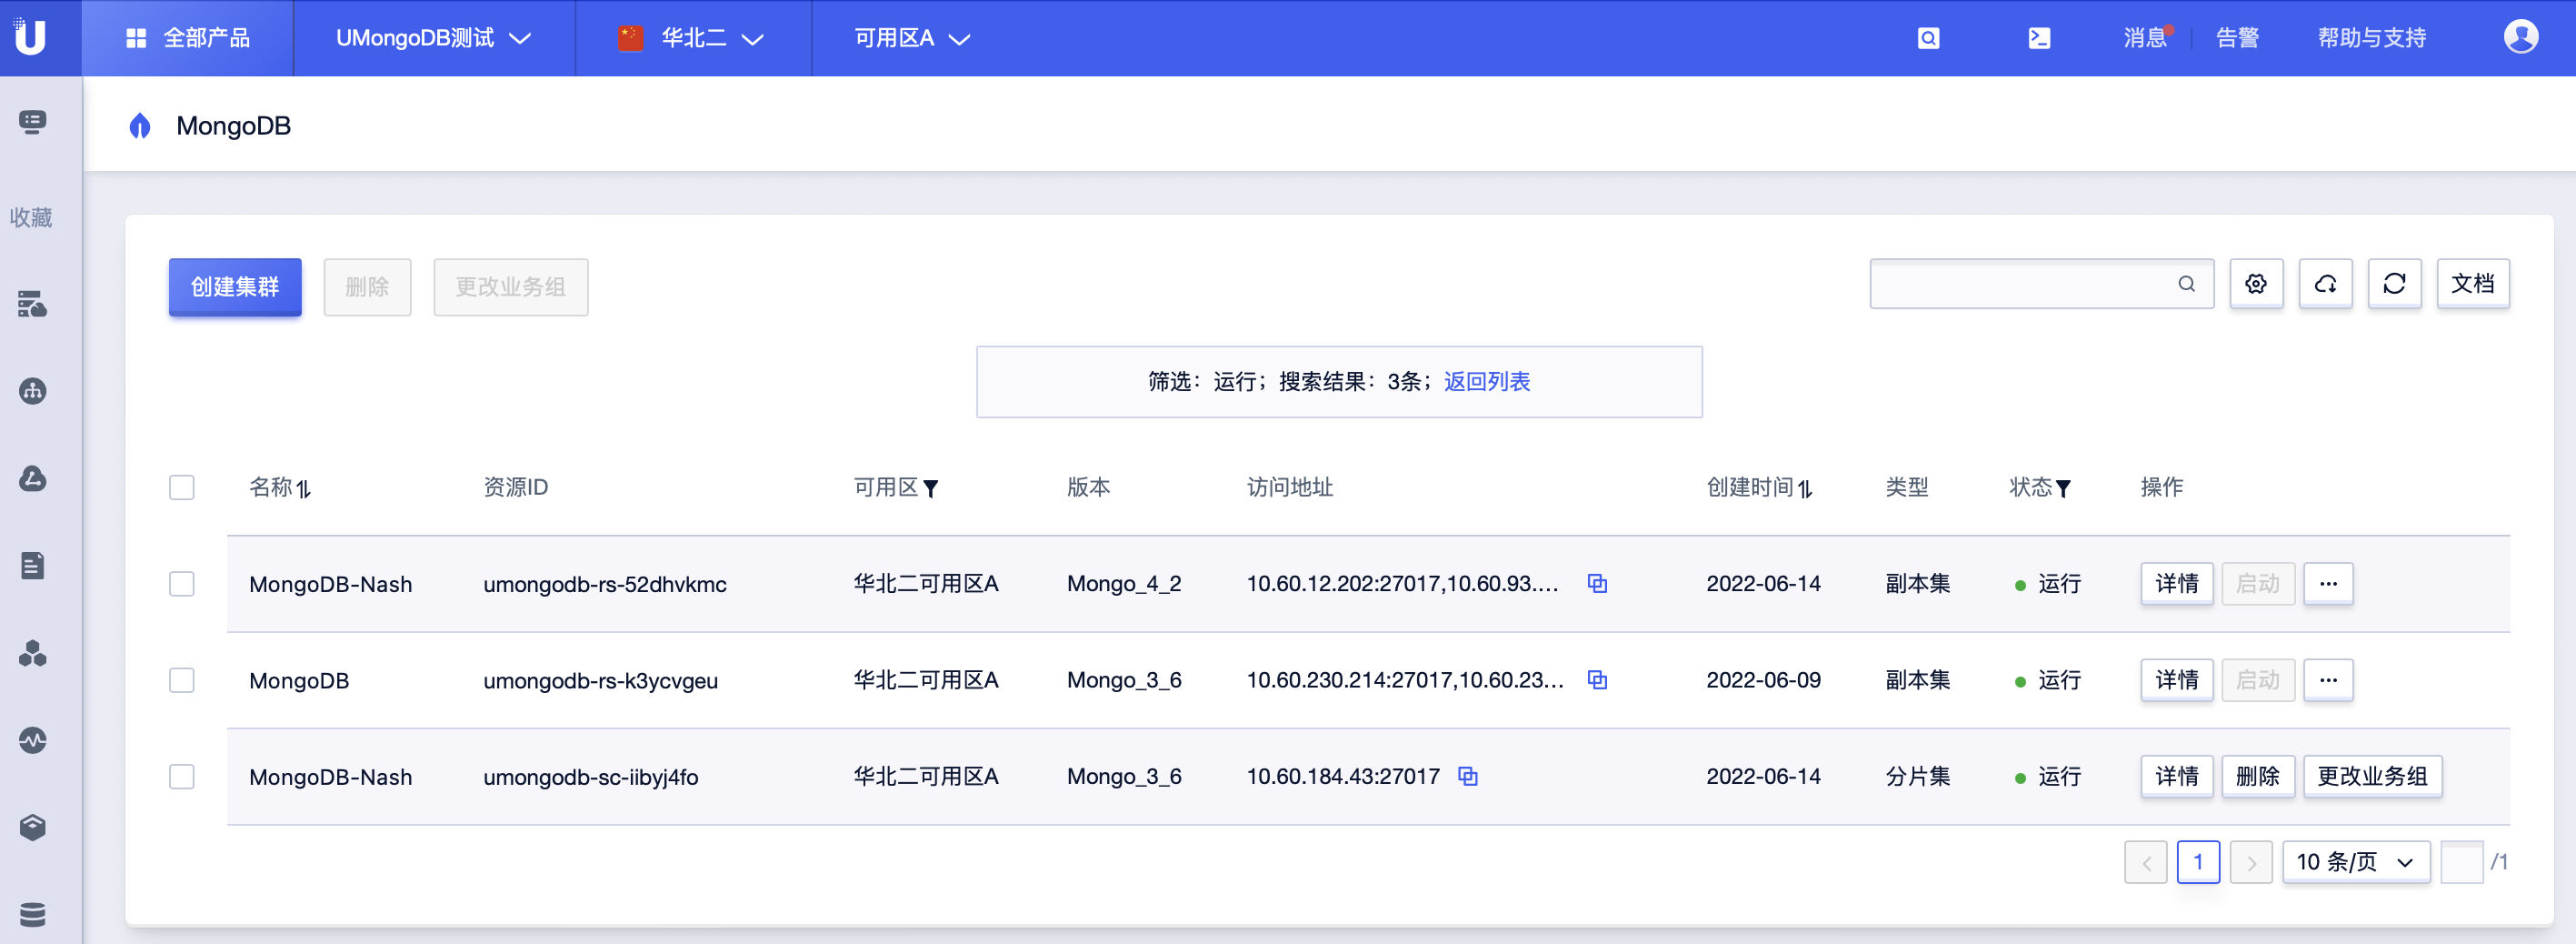 U 全部产品 UMongoDB测试 华北二 可用区A 消息 告警 帮助与支持
MongoDB
收藏
创建集群 删除 更改业务组 文档
筛选：运行；搜索结果：3条；返回列表
名称 资源ID 可用区 版本 访问地址 创建时间 类型 状态 操作
MongoDB-Nash umongodb-rs-52dhvkmc 华北二可用区A Mongo_4_2 10.60.12.202:27017,10.60.93.... 2022-06-14 副本集 运行 详情 启动 ...
MongoDB umongodb-rs-k3ycvgeu 华北二可用区A Mongo_3_6 10.60.230.214:27017,10.60.23... 2022-06-09 副本集 运行 详情 启动 ...
MongoDB-Nash umongodb-sc-iibyj4fo 华北二可用区A Mongo_3_6 10.60.184.43:27017 2022-06-14 分片集 运行 详情 删除 更改业务组
1 10 条/页 /1